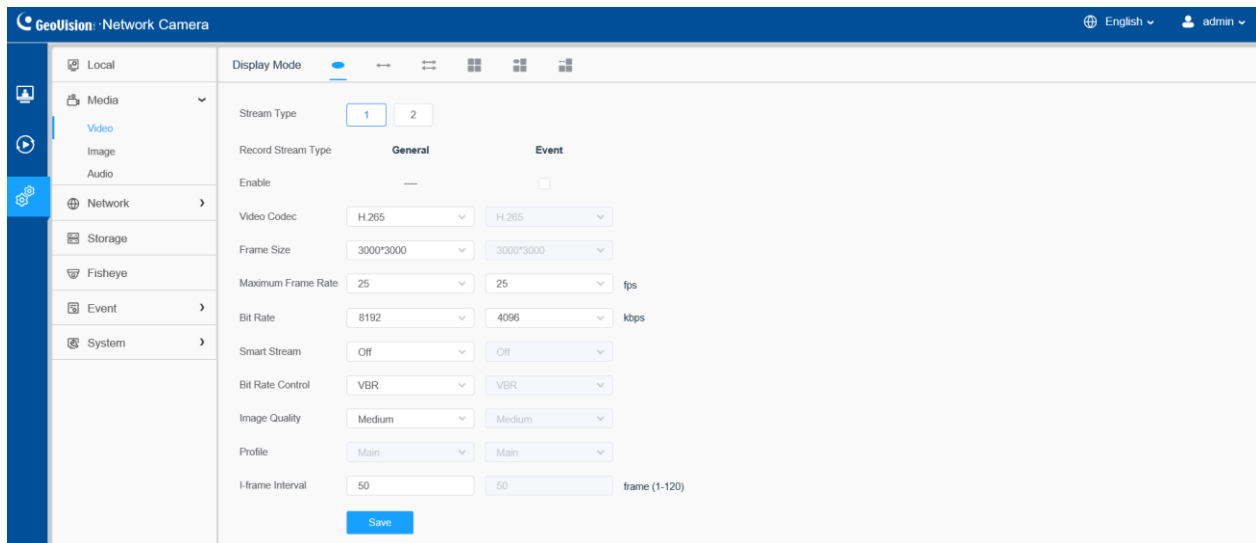 GeoVision Network Camera English admin
Local
Media
Video
Image
Audio
Network
Storage
Fisheye
Event
System
Display Mode
Stream Type 1 2
Record Stream Type General Event
Enable —
Video Codec H.265 H.265
Frame Size 3000*3000 3000*3000
Maximum Frame Rate 25 25 fps
Bit Rate 8192 4096 kbps
Smart Stream Off Off
Bit Rate Control VBR VBR
Image Quality Medium Medium
Profile Main Main
I-frame Interval 50 50 frame (1-120)
Save